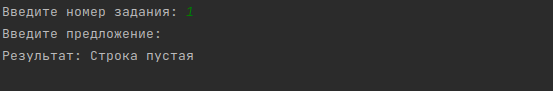 Введите номер задания: 1
Введите предложение:
Результат: Строка пустая